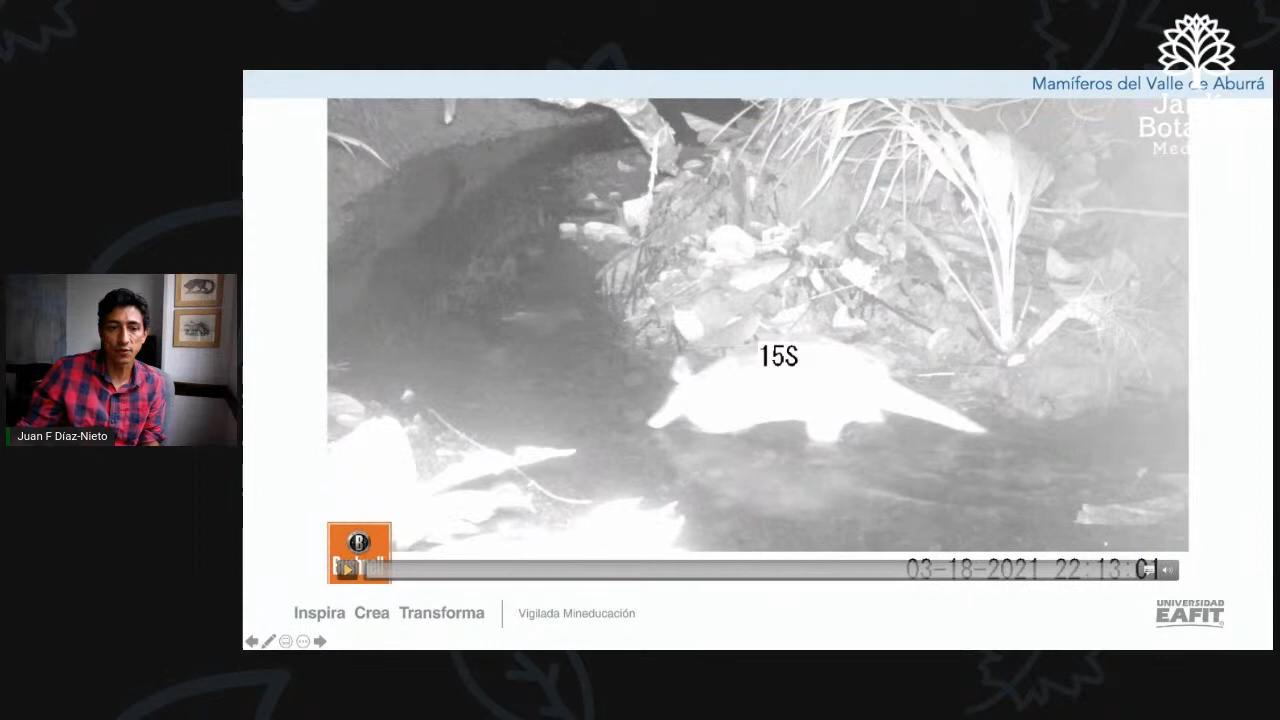 Mamíferos del Valle de Aburrá
Med
15S
Juan F Díaz-Nieto
B
03-18-2021 22:13:01
Inspira Crea Transforma
Vigilada Mineducación
UNIVERSIDAD
EAFIT